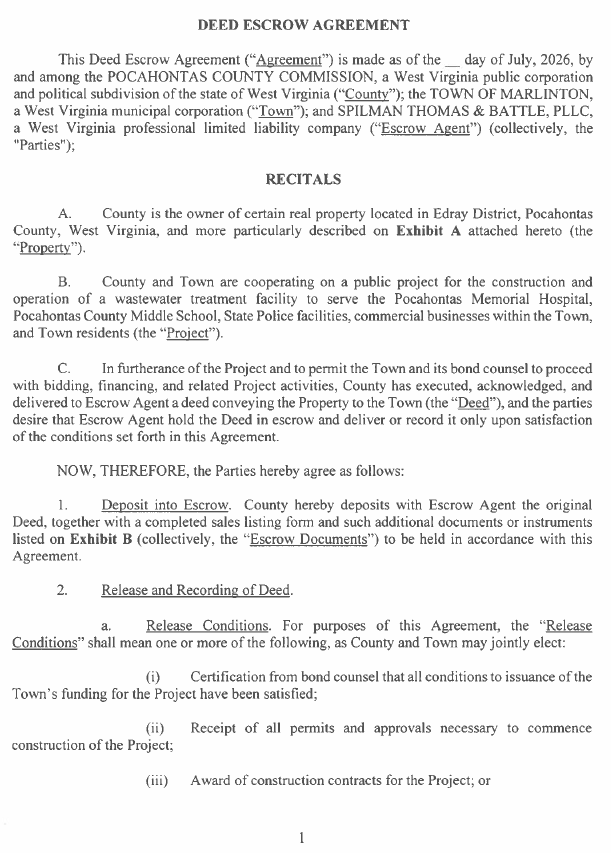 DEED ESCROW AGREEMENT
This Deed Escrow Agreement (“Agreement”) is made as of the __ day of July, 2026, by
and among the POCAHONTAS COUNTY COMMISSION, a West Virginia public corporation
and political subdivision of the state of West Virginia (“County”); the TOWN OF MARLINTON,
a West Virginia municipal corporation (“Town”); and SPILMAN THOMAS & BATTLE, PLLC,
a West Virginia professional limited liability company (“Escrow Agent”) (collectively, the
"Parties");
RECITALS
A. County is the owner of certain real property located in Edray District, Pocahontas
County, West Virginia, and more particularly described on Exhibit A attached hereto (the
“Property”).
B. County and Town are cooperating on a public project for the construction and
operation of a wastewater treatment facility to serve the Pocahontas Memorial Hospital,
Pocahontas County Middle School, State Police facilities, commercial businesses within the Town,
and Town residents (the “Project”).
C. In furtherance of the Project and to permit the Town and its bond counsel to proceed
with bidding, financing, and related Project activities, County has executed, acknowledged, and
delivered to Escrow Agent a deed conveying the Property to the Town (the “Deed”), and the parties
desire that Escrow Agent hold the Deed in escrow and deliver or record it only upon satisfaction
of the conditions set forth in this Agreement.
NOW, THEREFORE, the Parties hereby agree as follows:
1. Deposit into Escrow. County hereby deposits with Escrow Agent the original
Deed, together with a completed sales listing form and such additional documents or instruments
listed on Exhibit B (collectively, the “Escrow Documents”) to be held in accordance with this
Agreement.
2. Release and Recording of Deed.
a. Release Conditions. For purposes of this Agreement, the “Release
Conditions” shall mean one or more of the following, as County and Town may jointly elect:
(i) Certification from bond counsel that all conditions to issuance of the
Town’s funding for the Project have been satisfied;
(ii) Receipt of all permits and approvals necessary to commence
construction of the Project;
(iii) Award of construction contracts for the Project; or
1